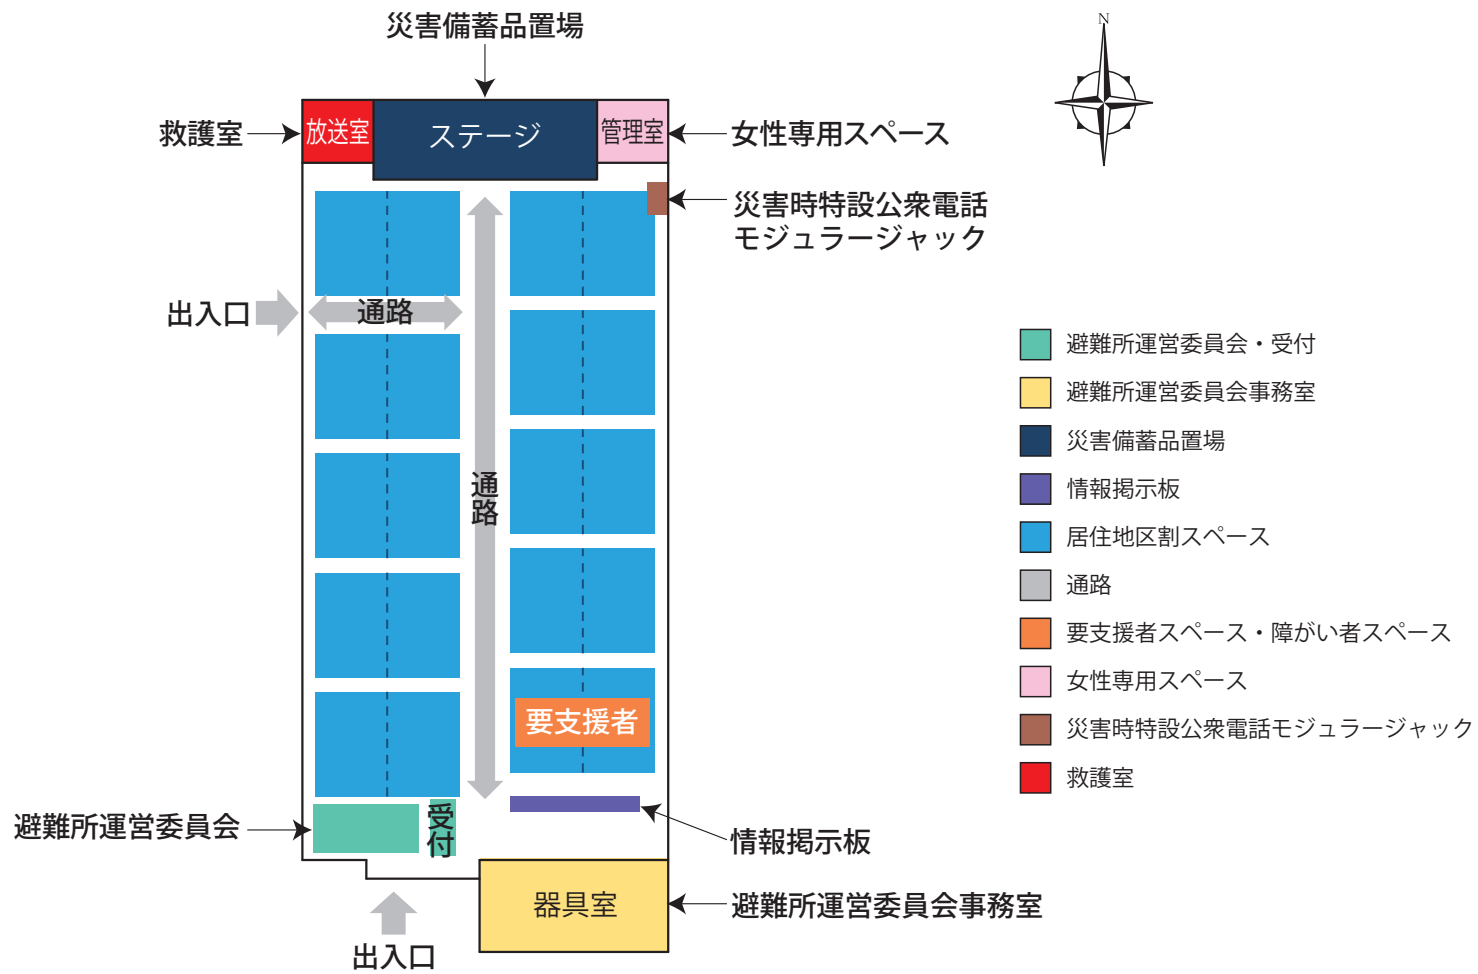 災害備蓄品置場
N
救護室
放送室
ステージ
管理室
女性専用スペース
災害時特設公衆電話
モジュラージャック
出入口
通路
通路
要支援者
避難所運営委員会
受付
情報掲示板
器具室
避難所運営委員会事務室
出入口
避難所運営委員会・受付
避難所運営委員会事務室
災害備蓄品置場
情報掲示板
居住地区割スペース
通路
要支援者スペース・障がい者スペース
女性専用スペース
災害時特設公衆電話モジュラージャック
救護室